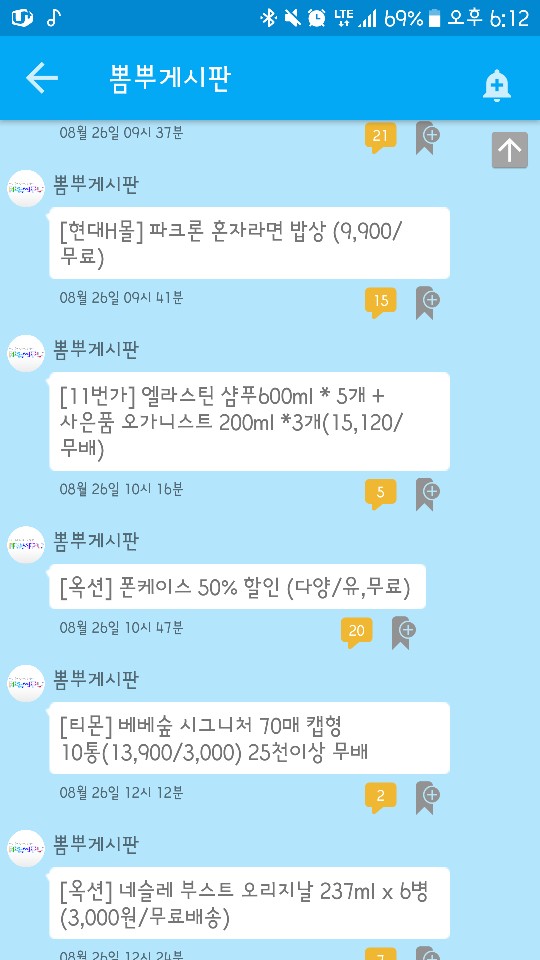 LTE 69% 오후 6:12
뽐뿌게시판
08월 26일 09시 37분
21
뽐뿌게시판
[현대H몰] 파크론 혼자라면 밥상 (9,900/
무료)
08월 26일 09시 41분
15
뽐뿌게시판
[11번가] 엘라스틴 샴푸600ml * 5개 +
사은품 오가니스트 200ml *3개(15,120/
무배)
08월 26일 10시 16분
5
뽐뿌게시판
[옥션] 폰케이스 50% 할인 (다양/유,무료)
08월 26일 10시 47분
20
뽐뿌게시판
[티몬] 베베숲 시그니처 70매 캡형
10통(13,900/3,000) 25천이상 무배
08월 26일 12시 12분
2
뽐뿌게시판
[옥션] 네슬레 부스트 오리지날 237ml x 6병
(3,000원/무료배송)
08월 26일 12시 24분